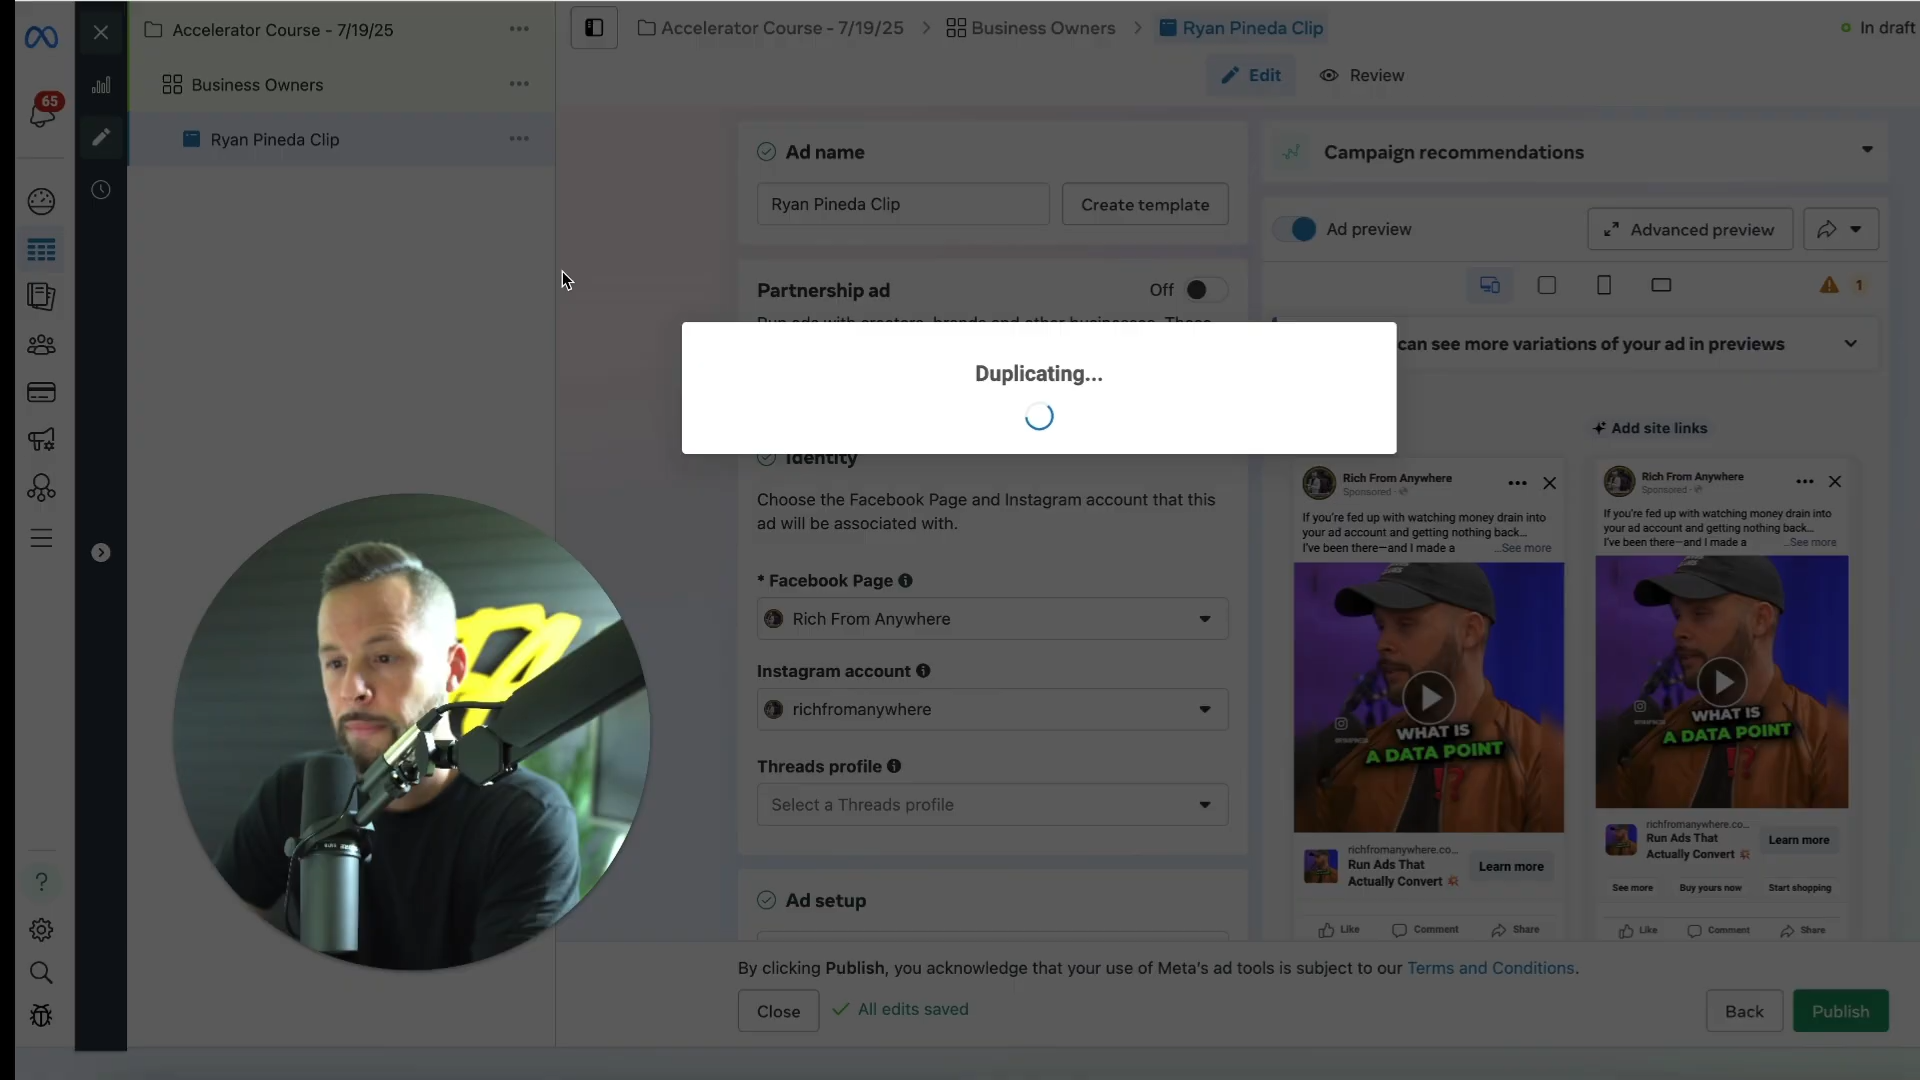 65
Accelerator Course - 7/19/25
Business Owners
Ryan Pineda Clip
Accelerator Course - 7/19/25
Business Owners
Ryan Pineda Clip
In draft
Edit
Review
Ad name
Ryan Pineda Clip
Create template
Partnership ad
Off
Duplicating...
Identity
Choose the Facebook Page and Instagram account that this
ad will be associated with.
* Facebook Page
Rich From Anywhere
Instagram account
richfromanywhere
Threads profile
Select a Threads profile
Ad setup
Campaign recommendations
Ad preview
Advanced preview
1
can see more variations of your ad in previews
Add site links
Rich From Anywhere
Sponsored
If you're fed up with watching money drain into
your ad account and getting nothing back...
I've been there—and I made a ...See more
WHAT IS
A DATA POINT
⁉
richfromanywhere.co...
Run Ads That
Actually Convert 💥
Learn more
Like
Comment
Share
Rich From Anywhere
Sponsored
If you're fed up with watching money drain into
your ad account and getting nothing back...
I've been there—and I made a ...See more
WHAT IS
A DATA POINT
⁉
richfromanywhere.co...
Run Ads That
Actually Convert 💥
Learn more
See more
Buy yours now
Start shopping
Like
Comment
Share
By clicking Publish, you acknowledge that your use of Meta's ad tools is subject to our Terms and Conditions.
Close
All edits saved
Back
Publish